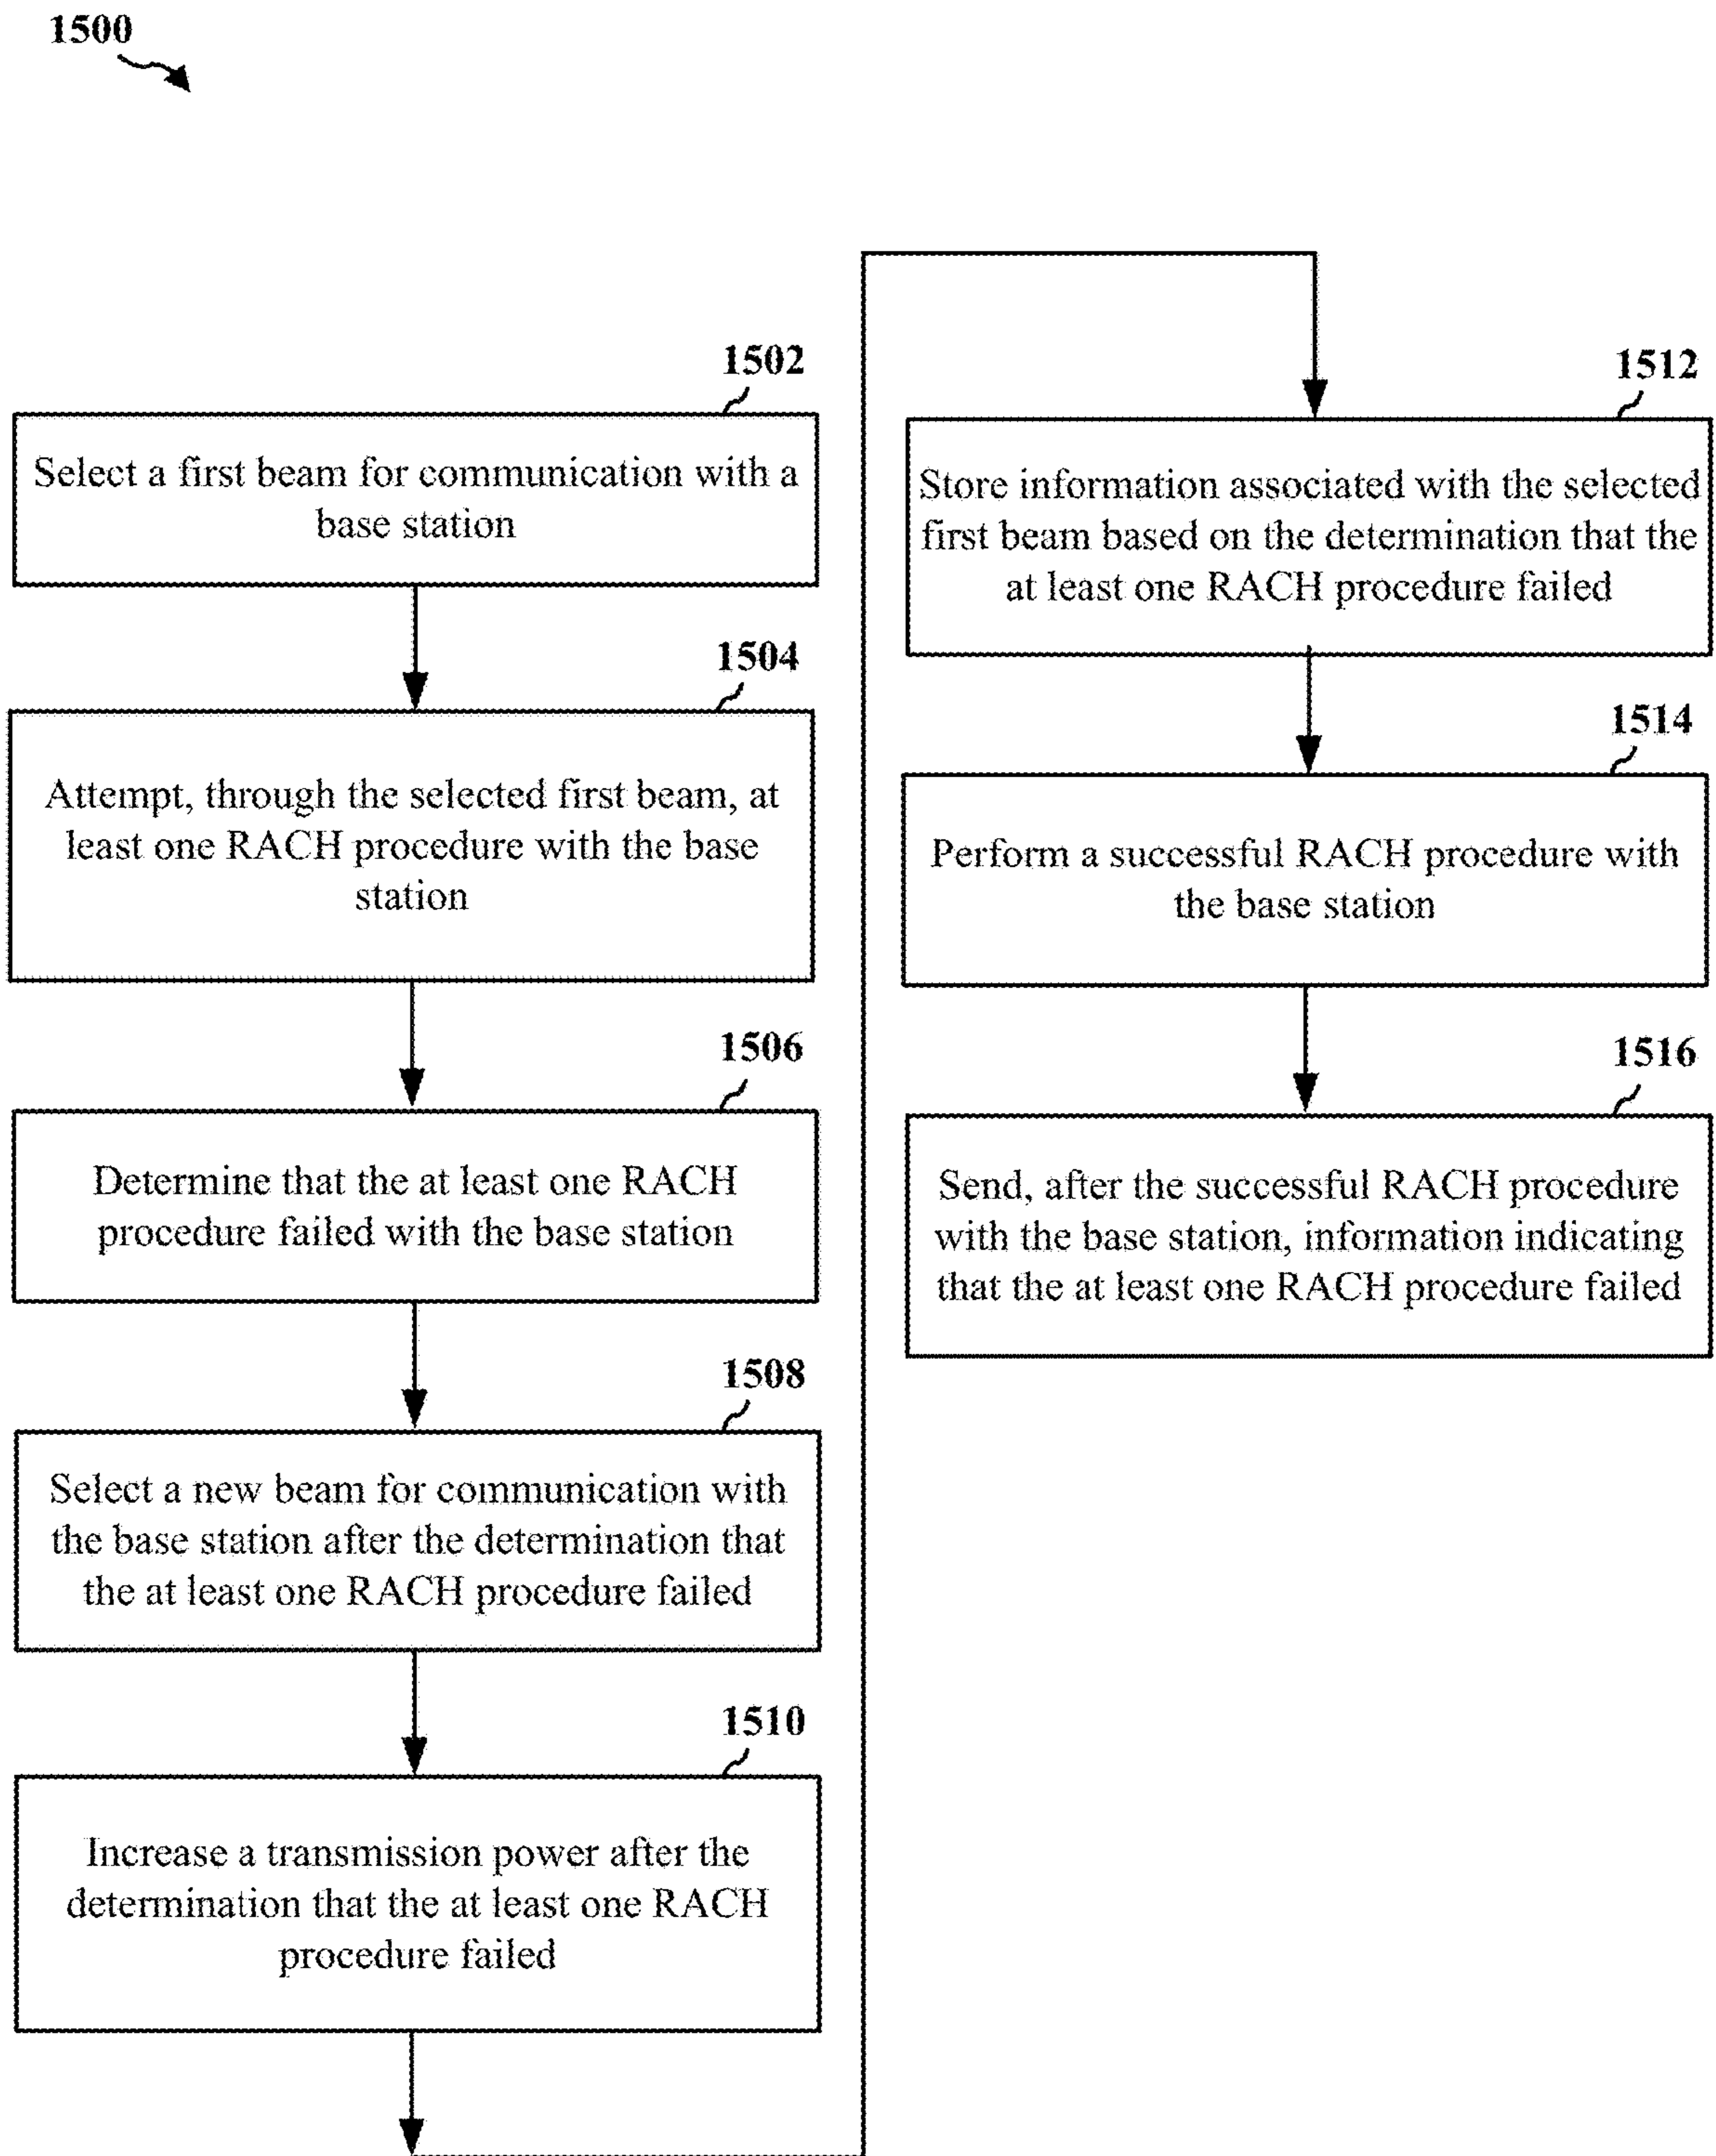 1500
1502
Select a first beam for communication with a
base station
1504
Attempt, through the selected first beam, at
least one RACH procedure with the base
station
1506
Determine that the at least one RACH
procedure failed with the base station
1508
Select a new beam for communication with
the base station after the determination that
the at least one RACH procedure failed
1510
Increase a transmission power after the
determination that the at least one RACH
procedure failed
1512
Store information associated with the selected
first beam based on the determination that the
at least one RACH procedure failed
1514
Perform a successful RACH procedure with
the base station
1516
Send, after the successful RACH procedure
with the base station, information indicating
that the at least one RACH procedure failed